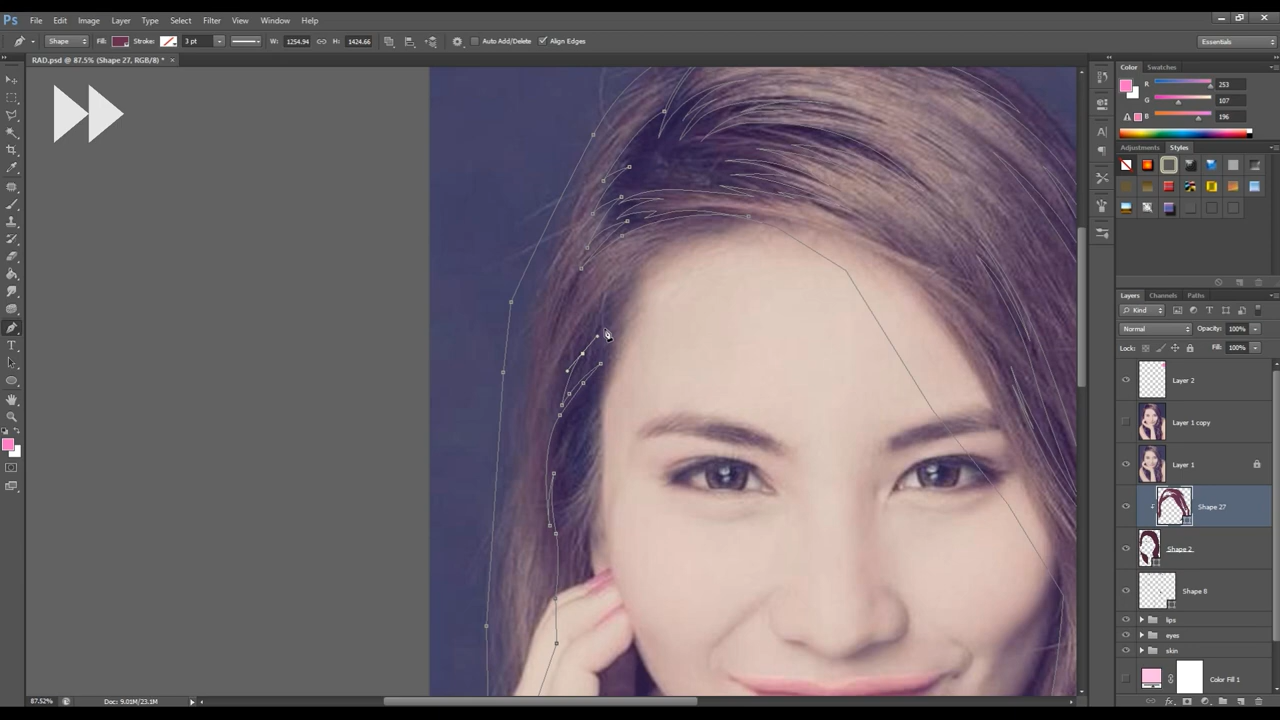 Ps File Edit Image Layer Type Select Filter 3D View Window Help
Shape Fill: Stroke: 3 pt W: 1254.94 H: 1424.66 Auto Add/Delete Align Edges Essentials
RAD.psd @ 87.5% (Shape 27, RGB/8) * ×
Color Swatches
R 253
G 107
B 196
Adjustments Styles
Layers Channels Paths
Kind
Normal Opacity: 100%
Lock: Fill: 100%
Layer 2
Layer 1 copy
Layer 1
Shape 27
Shape 2
Shape 8
lips
eyes
skin
Color Fill 1
87.52% Doc: 9.01M/23.1M